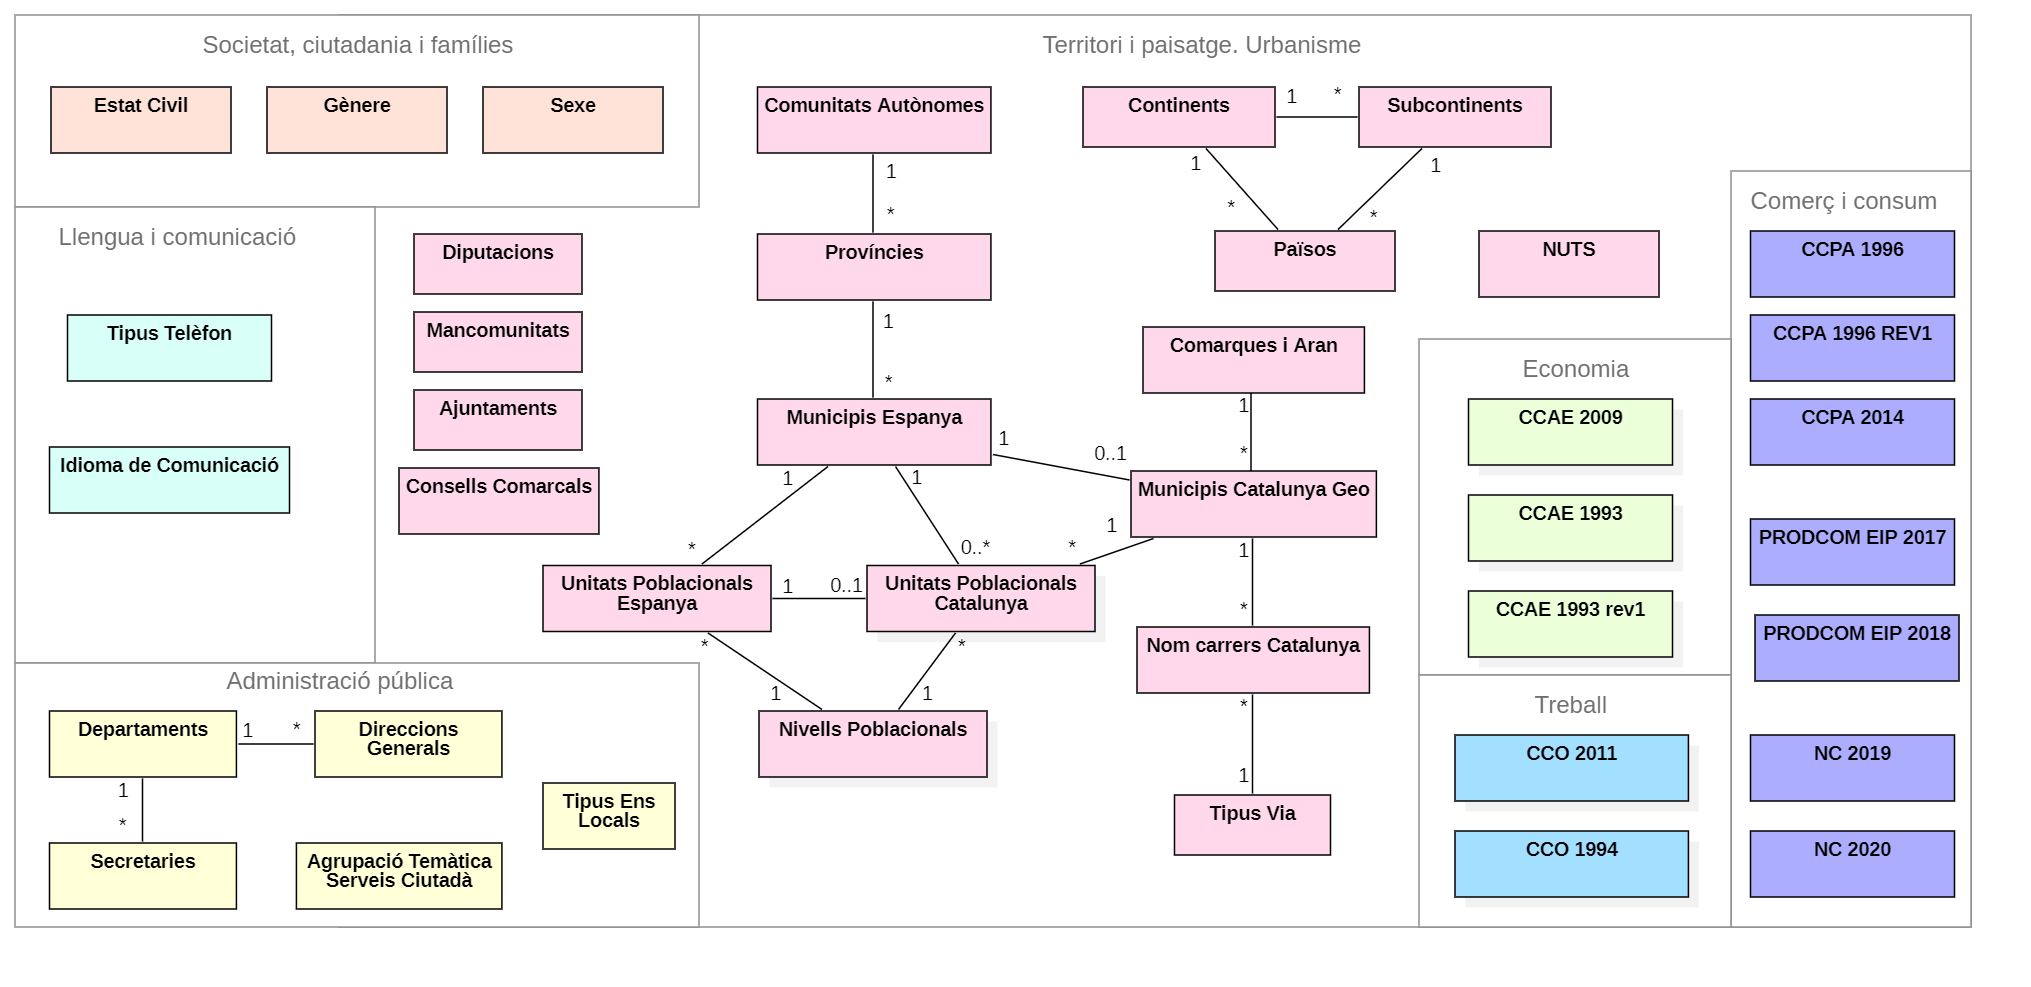 Societat, ciutadania i famílies
Estat Civil
Gènere
Sexe
Llengua i comunicació
Tipus Telèfon
Idioma de Comunicació
Administració pública
Departaments
1
*
Direccions
Generals
1
*
Secretaries
Agrupació Temàtica
Serveis Ciutadà
Tipus Ens
Locals
Territori i paisatge. Urbanisme
Diputacions
Mancomunitats
Ajuntaments
Consells Comarcals
Comunitats Autònomes
1
*
Províncies
1
*
Municipis Espanya
1
0..1
1
*
1
0..*
Unitats Poblacionals
Espanya
1
0..1
Unitats Poblacionals
Catalunya
*
1
*
1
Nivells Poblacionals
Continents
1
*
Subcontinents
1
*
1
*
Països
NUTS
Comarques i Aran
1
*
Municipis Catalunya Geo
1
*
1
*
Nom carrers Catalunya
*
1
Tipus Via
Economia
CCAE 2009
CCAE 1993
CCAE 1993 rev1
Treball
CCO 2011
CCO 1994
Comerç i consum
CCPA 1996
CCPA 1996 REV1
CCPA 2014
PRODCOM EIP 2017
PRODCOM EIP 2018
NC 2019
NC 2020